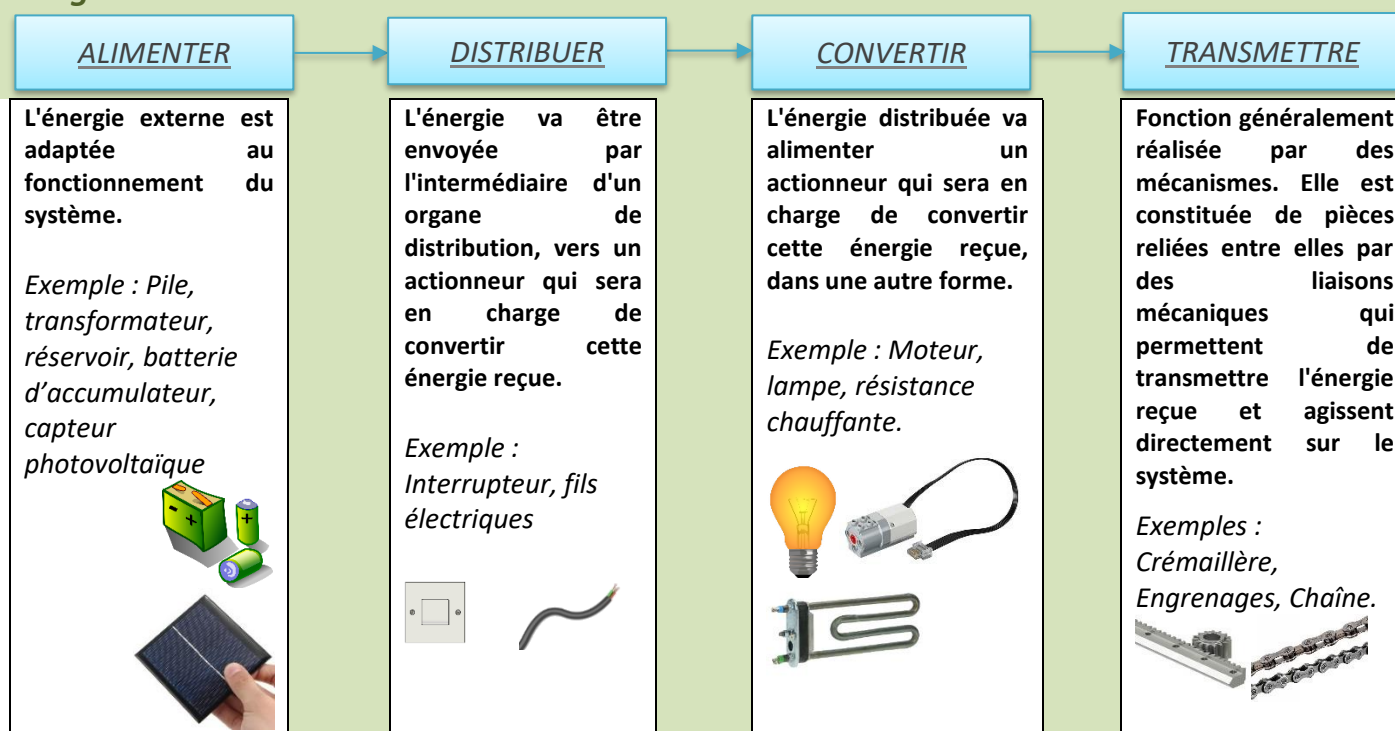 ALIMENTER
DISTRIBUER
CONVERTIR
TRANSMETTRE
L'énergie externe est
adaptée au
fonctionnement du
système.
Exemple : Pile,
transformateur,
réservoir, batterie
d’accumulateur,
capteur
photovoltaïque
L'énergie va être
envoyée par
l'intermédiaire d'un
organe de
distribution, vers un
actionneur qui sera
en charge de
convertir cette
énergie reçue.
Exemple :
Interrupteur, fils
électriques
L'énergie distribuée va
alimenter un
actionneur qui sera en
charge de convertir
cette énergie reçue,
dans une autre forme.
Exemple : Moteur,
lampe, résistance
chauffante.
Fonction généralement
réalisée par des
mécanismes. Elle est
constituée de pièces
reliées entre elles par
des liaisons
mécaniques qui
permettent de
transmettre l'énergie
reçue et agissent
directement sur le
système.
Exemples :
Crémaillère,
Engrenages, Chaîne.